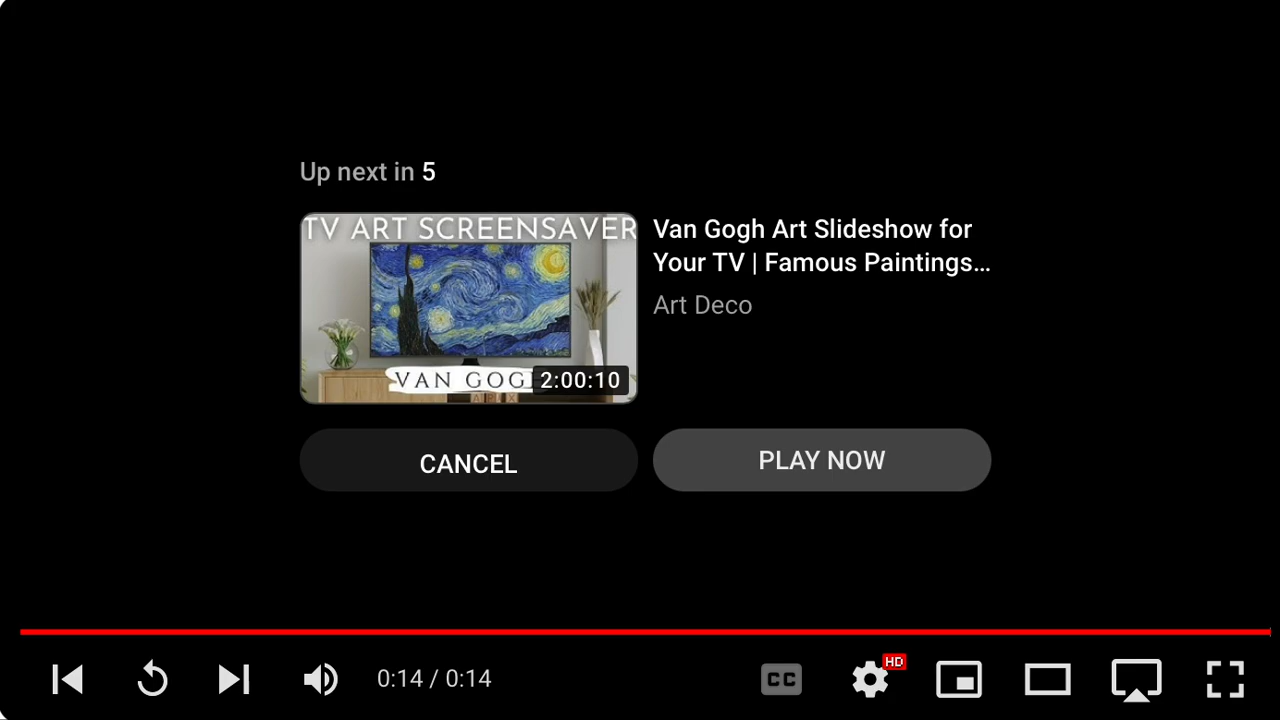 Up next in 5
TV ART SCREENSAVER
VAN GOG
2:00:10
Van Gogh Art Slideshow for
Your TV | Famous Paintings...
Art Deco
CANCEL
PLAY NOW
0:14 / 0:14
CC
HD